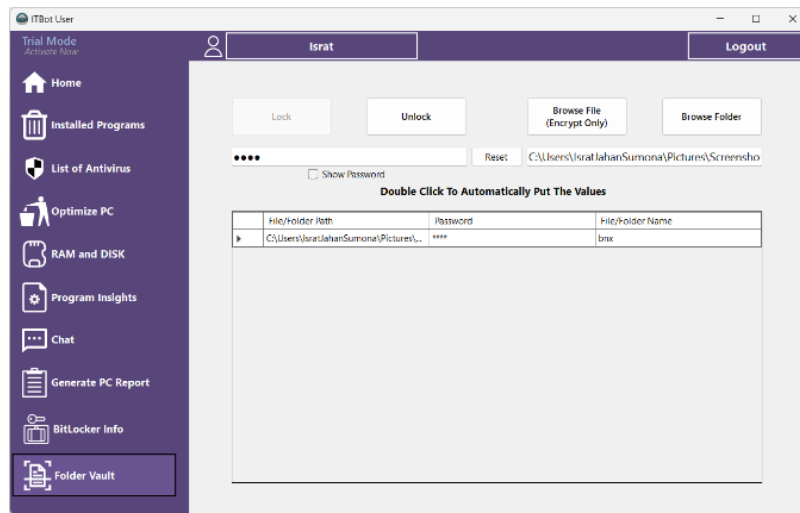 ITBot User
Trial Mode
Activate Now
Israt
Logout
Home
Installed Programs
List of Antivirus
Optimize PC
RAM and DISK
Program Insights
Chat
Generate PC Report
BitLocker Info
Folder Vault
Lock
Unlock
Browse File
(Encrypt Only)
Browse Folder
••••
Reset
C:\Users\IsratJahanSumona\Pictures\Screensho
Show Password
Double Click To Automatically Put The Values
File/Folder Path Password File/Folder Name
C:\Users\IsratJahanSumona\Pictures\... **** bnx